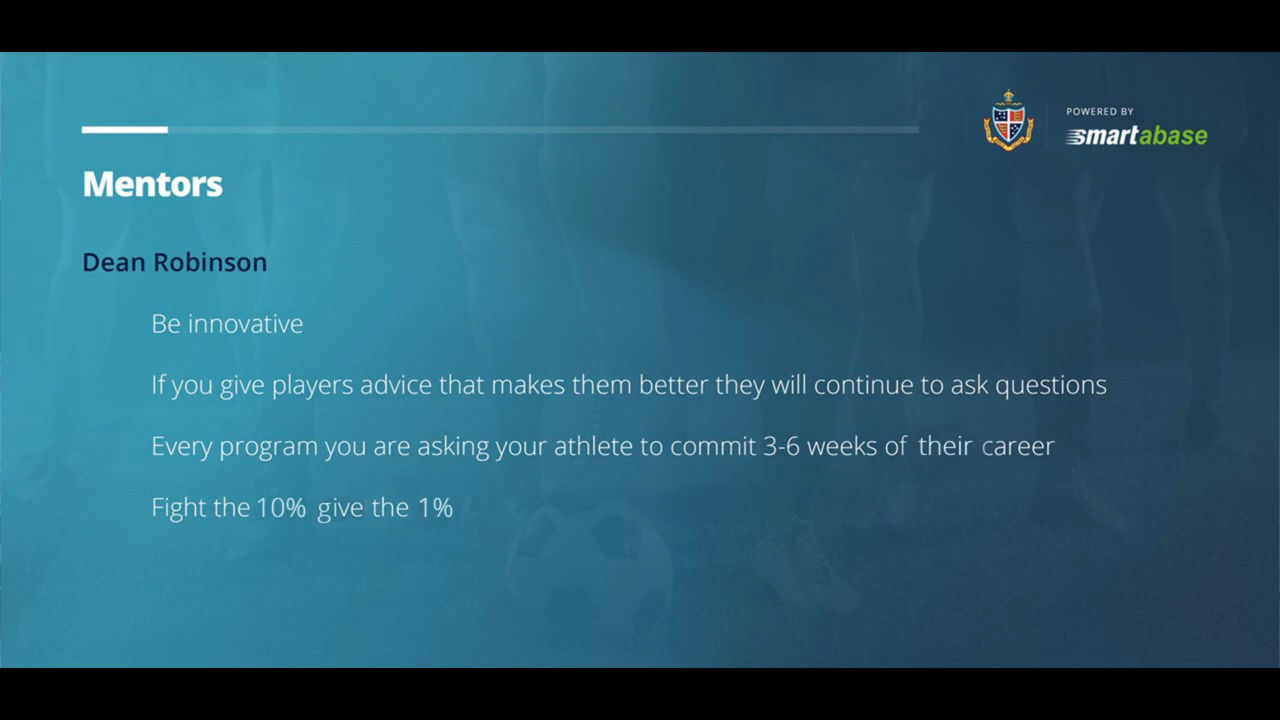 POWERED BY
smartabase
Mentors
Dean Robinson
Be innovative
If you give players advice that makes them better they will continue to ask questions
Every program you are asking your athlete to commit 3-6 weeks of their career
Fight the 10% give the 1%